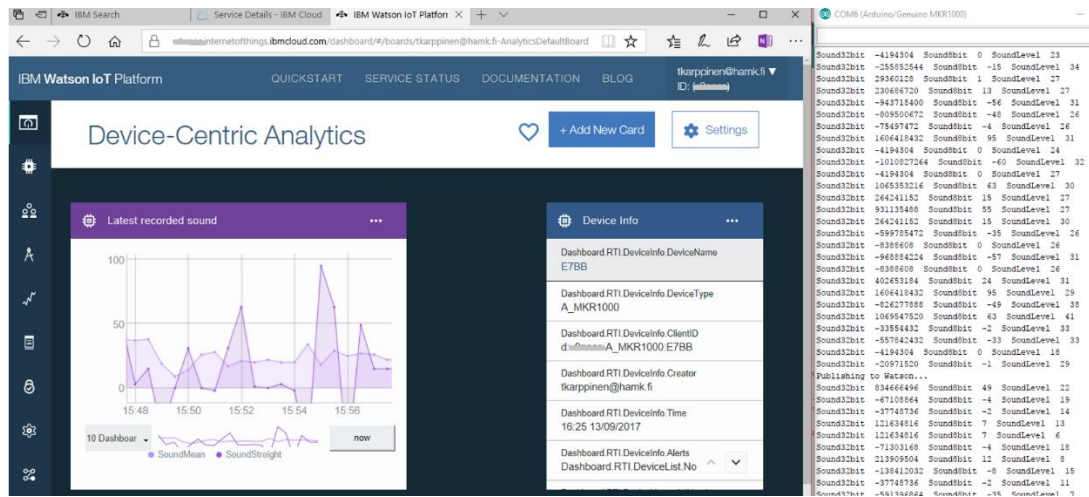 IBM Search
Service Details - IBM Cloud
IBM Watson IoT Platforr
COM6 (Arduino/Genuino MKR1000)
internetofthings.ibmcloud.com/dashboard/#/boards/tkarppinen@hamk.fi-AnalyticsDefaultBoard
IBM Watson IoT Platform
QUICKSTART
SERVICE STATUS
DOCUMENTATION
BLOG
tkarppinen@hamk.fi
ID:
Device-Centric Analytics
+ Add New Card
Settings
Latest recorded sound
100
50
0
15:48 15:50 15:52 15:54 15:56
10 Dashboar
now
SoundMean SoundStreight
Device Info
Dashboard.RTI.DeviceInfo.DeviceName
E7BB
Dashboard.RTI.DeviceInfo.DeviceType
A_MKR1000
Dashboard.RTI.DeviceInfo.ClientID
d: A_MKR1000:E7BB
Dashboard.RTI.DeviceInfo.Creator
tkarppinen@hamk.fi
Dashboard.RTI.DeviceInfo.Time
16:25 13/09/2017
Dashboard.RTI.DeviceInfo.Alerts
Dashboard.RTI.DeviceList.No
Sound32bit -4194304 Sound8bit 0 SoundLevel 23
Sound32bit -255852544 Sound8bit -15 SoundLevel 34
Sound32bit 29360128 Sound8bit 1 SoundLevel 27
Sound32bit 230686720 Sound8bit 13 SoundLevel 27
Sound32bit -943718400 Sound8bit -56 SoundLevel 31
Sound32bit -809500672 Sound8bit -48 SoundLevel 26
Sound32bit -75497472 Sound8bit -4 SoundLevel 26
Sound32bit 1606418432 Sound8bit 95 SoundLevel 31
Sound32bit -4194304 Sound8bit 0 SoundLevel 24
Sound32bit -1010827264 Sound8bit -60 SoundLevel 32
Sound32bit -4194304 Sound8bit 0 SoundLevel 27
Sound32bit 1065353216 Sound8bit 63 SoundLevel 30
Sound32bit 264241152 Sound8bit 15 SoundLevel 27
Sound32bit 931135488 Sound8bit 55 SoundLevel 27
Sound32bit 264241152 Sound8bit 15 SoundLevel 30
Sound32bit -599785472 Sound8bit -35 SoundLevel 26
Sound32bit -8388608 Sound8bit 0 SoundLevel 26
Sound32bit -968884224 Sound8bit -57 SoundLevel 31
Sound32bit -8388608 Sound8bit 0 SoundLevel 26
Sound32bit 402653184 Sound8bit 24 SoundLevel 31
Sound32bit 1606418432 Sound8bit 95 SoundLevel 29
Sound32bit -826277888 Sound8bit -49 SoundLevel 38
Sound32bit 1069547520 Sound8bit 63 SoundLevel 41
Sound32bit -33554432 Sound8bit -2 SoundLevel 33
Sound32bit -557842432 Sound8bit -33 SoundLevel 33
Sound32bit -4194304 Sound8bit 0 SoundLevel 18
Sound32bit -20971520 Sound8bit -1 SoundLevel 29
Publishing to Watson...
Sound32bit 834666496 Sound8bit 49 SoundLevel 22
Sound32bit -67108864 Sound8bit -4 SoundLevel 19
Sound32bit -37748736 Sound8bit -2 SoundLevel 14
Sound32bit 121634816 Sound8bit 7 SoundLevel 13
Sound32bit 121634816 Sound8bit 7 SoundLevel 6
Sound32bit -71303168 Sound8bit -4 SoundLevel 18
Sound32bit 213909504 Sound8bit 12 SoundLevel 8
Sound32bit -138412032 Sound8bit -8 SoundLevel 15
Sound32bit -37748736 Sound8bit -2 SoundLevel 11
Sound32bit -591396864 Sound8bit -35 SoundLevel 7